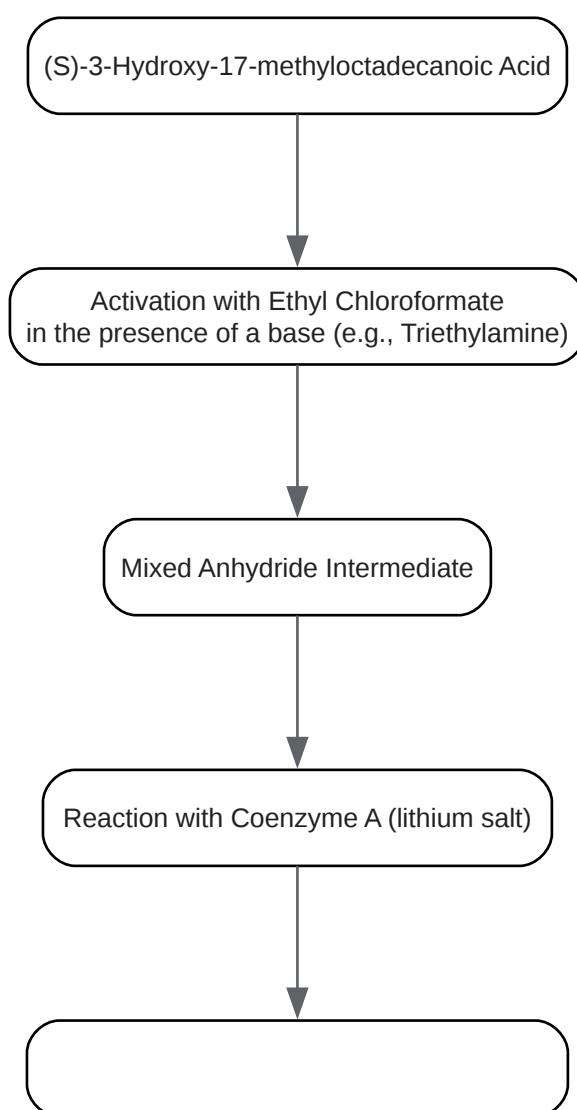 (S)-3-Hydroxy-17-methyloctadecanoic Acid
Activation with Ethyl Chloroformate
in the presence of a base (e.g., Triethylamine)
Mixed Anhydride Intermediate
Reaction with Coenzyme A (lithium salt)